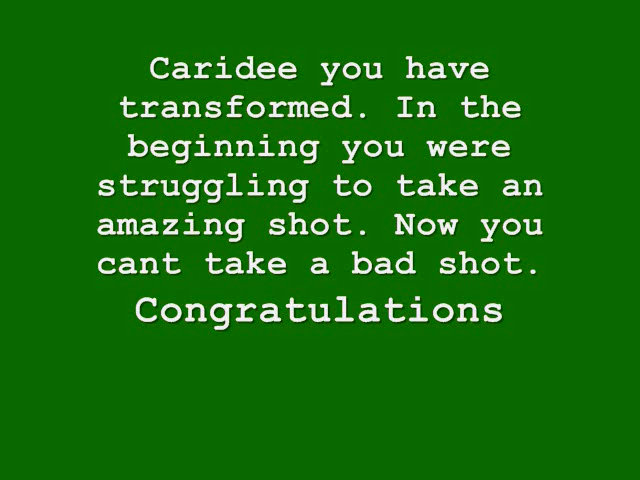 Caridee you have
transformed. In the
beginning you were
struggling to take an
amazing shot. Now you
cant take a bad shot.
Congratulations